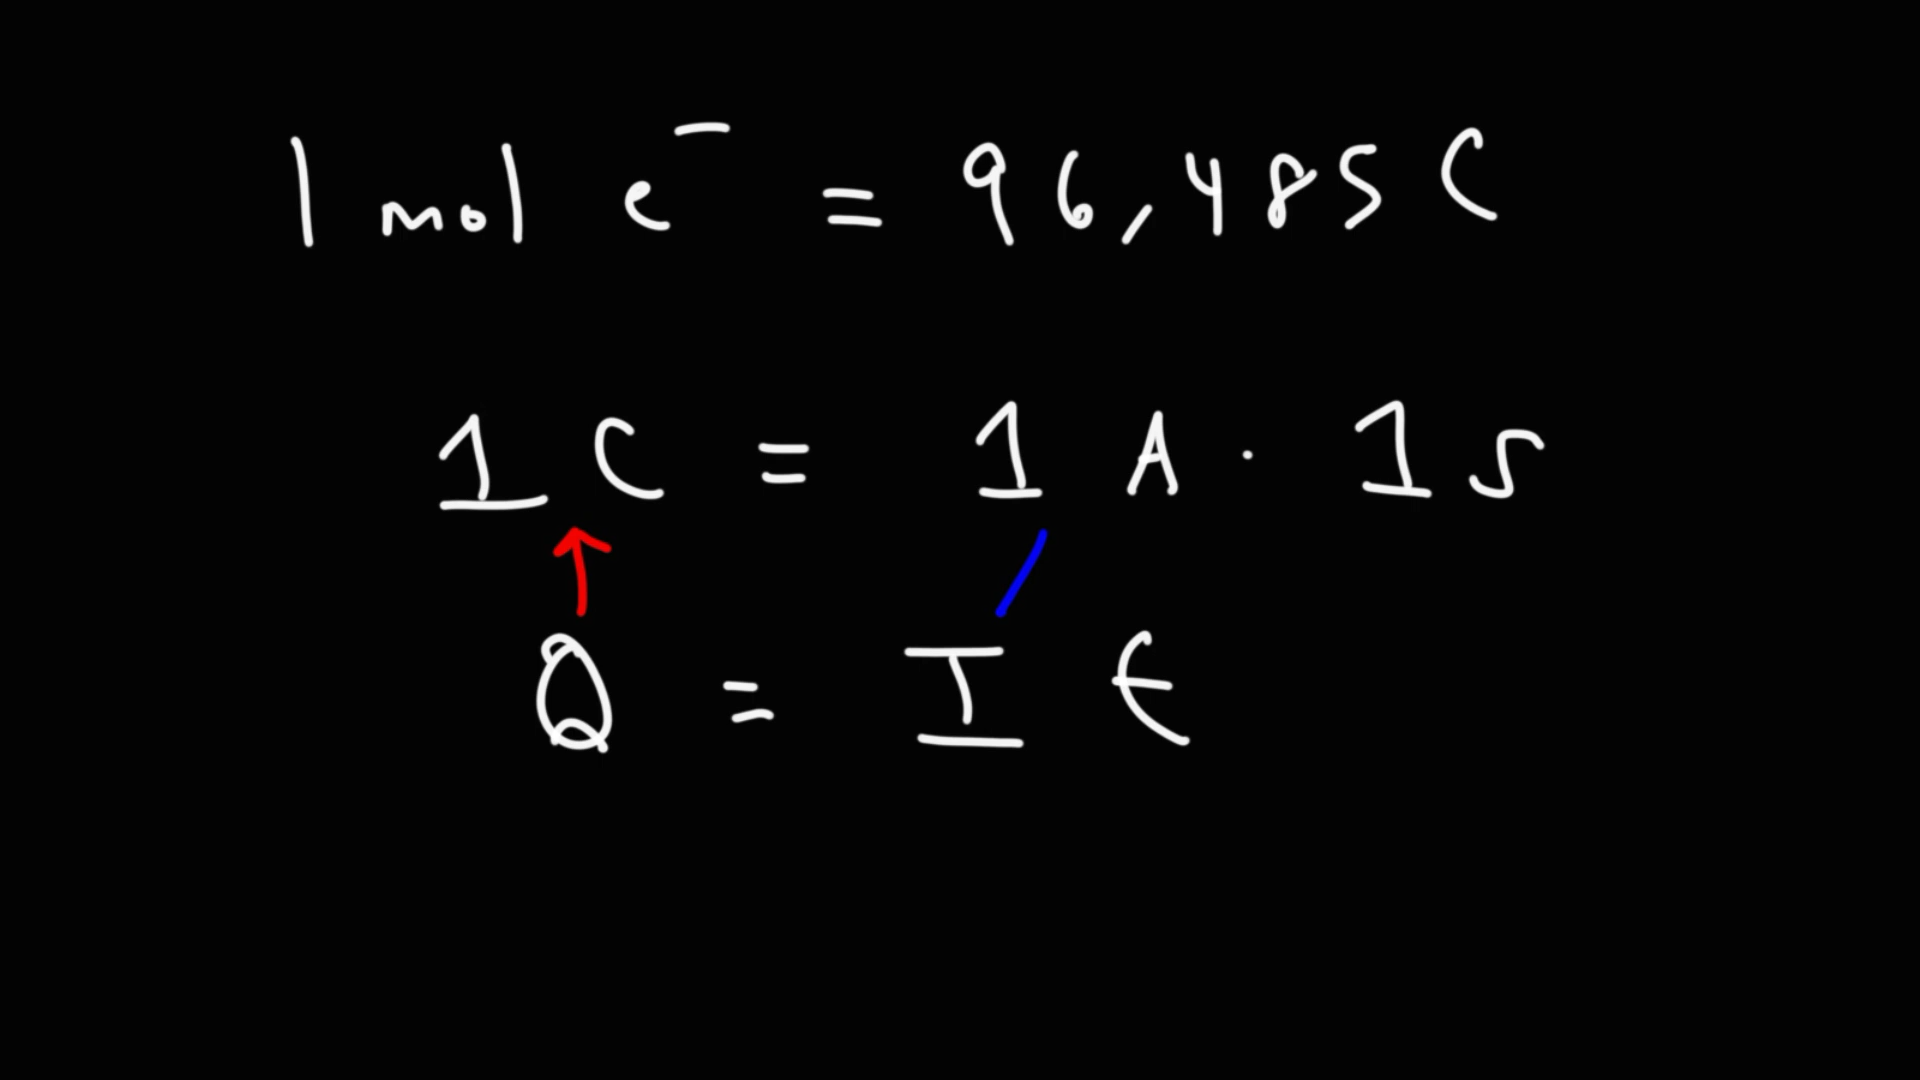 1 mol e⁻ = 96,485 C
1 C = 1 A · 1 s
Q = I t